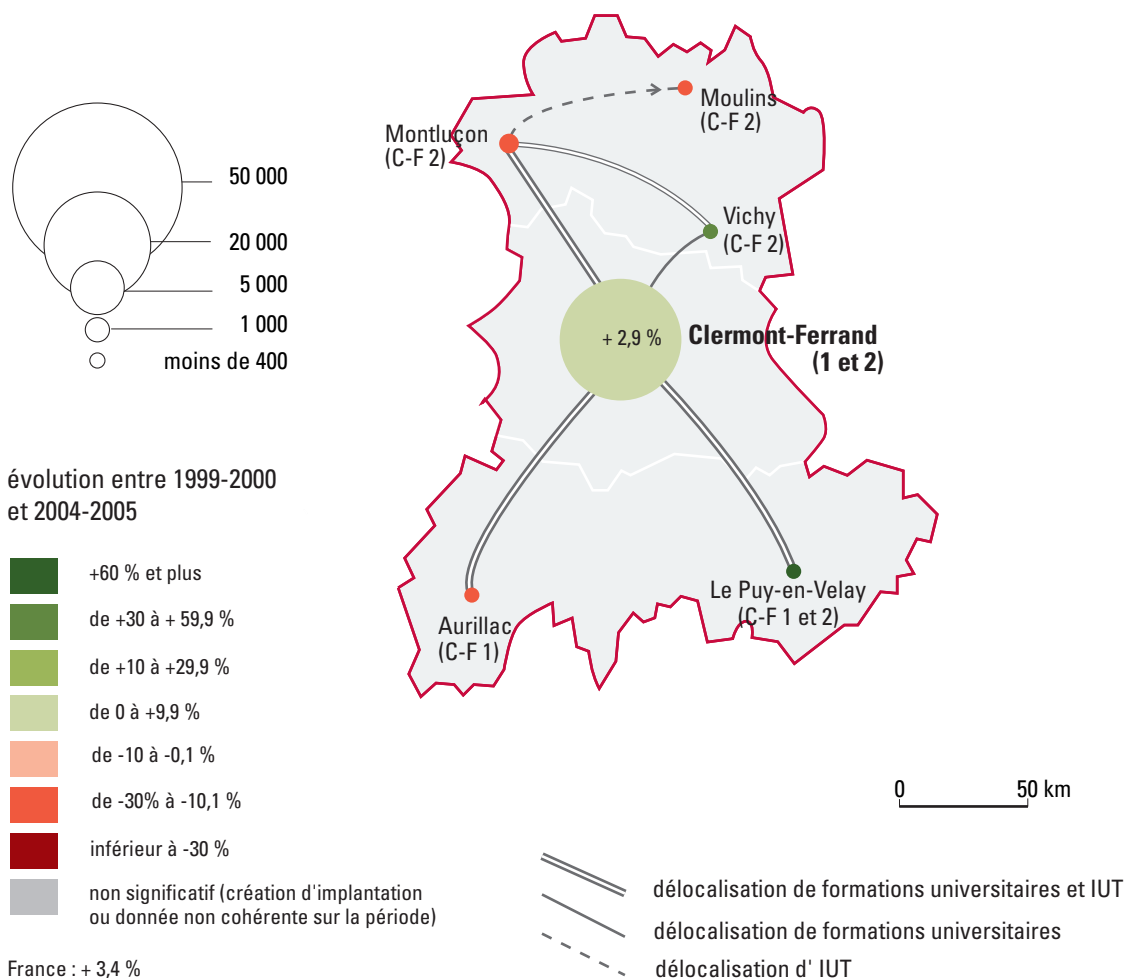 50 000
20 000
5 000
1 000
moins de 400
Moulins
(C-F 2)
Montluçon
(C-F 2)
Vichy
(C-F 2)
+ 2,9 %
Clermont-Ferrand
(1 et 2)
Le Puy-en-Velay
(C-F 1 et 2)
Aurillac
(C-F 1)
évolution entre 1999-2000
et 2004-2005
+60 % et plus
de +30 à + 59,9 %
de +10 à +29,9 %
de 0 à +9,9 %
de -10 à -0,1 %
de -30% à -10,1 %
inférieur à -30 %
non significatif (création d'implantation
ou donnée non cohérente sur la période)
France : + 3,4 %
0 50 km
délocalisation de formations universitaires et IUT
délocalisation de formations universitaires
délocalisation d' IUT